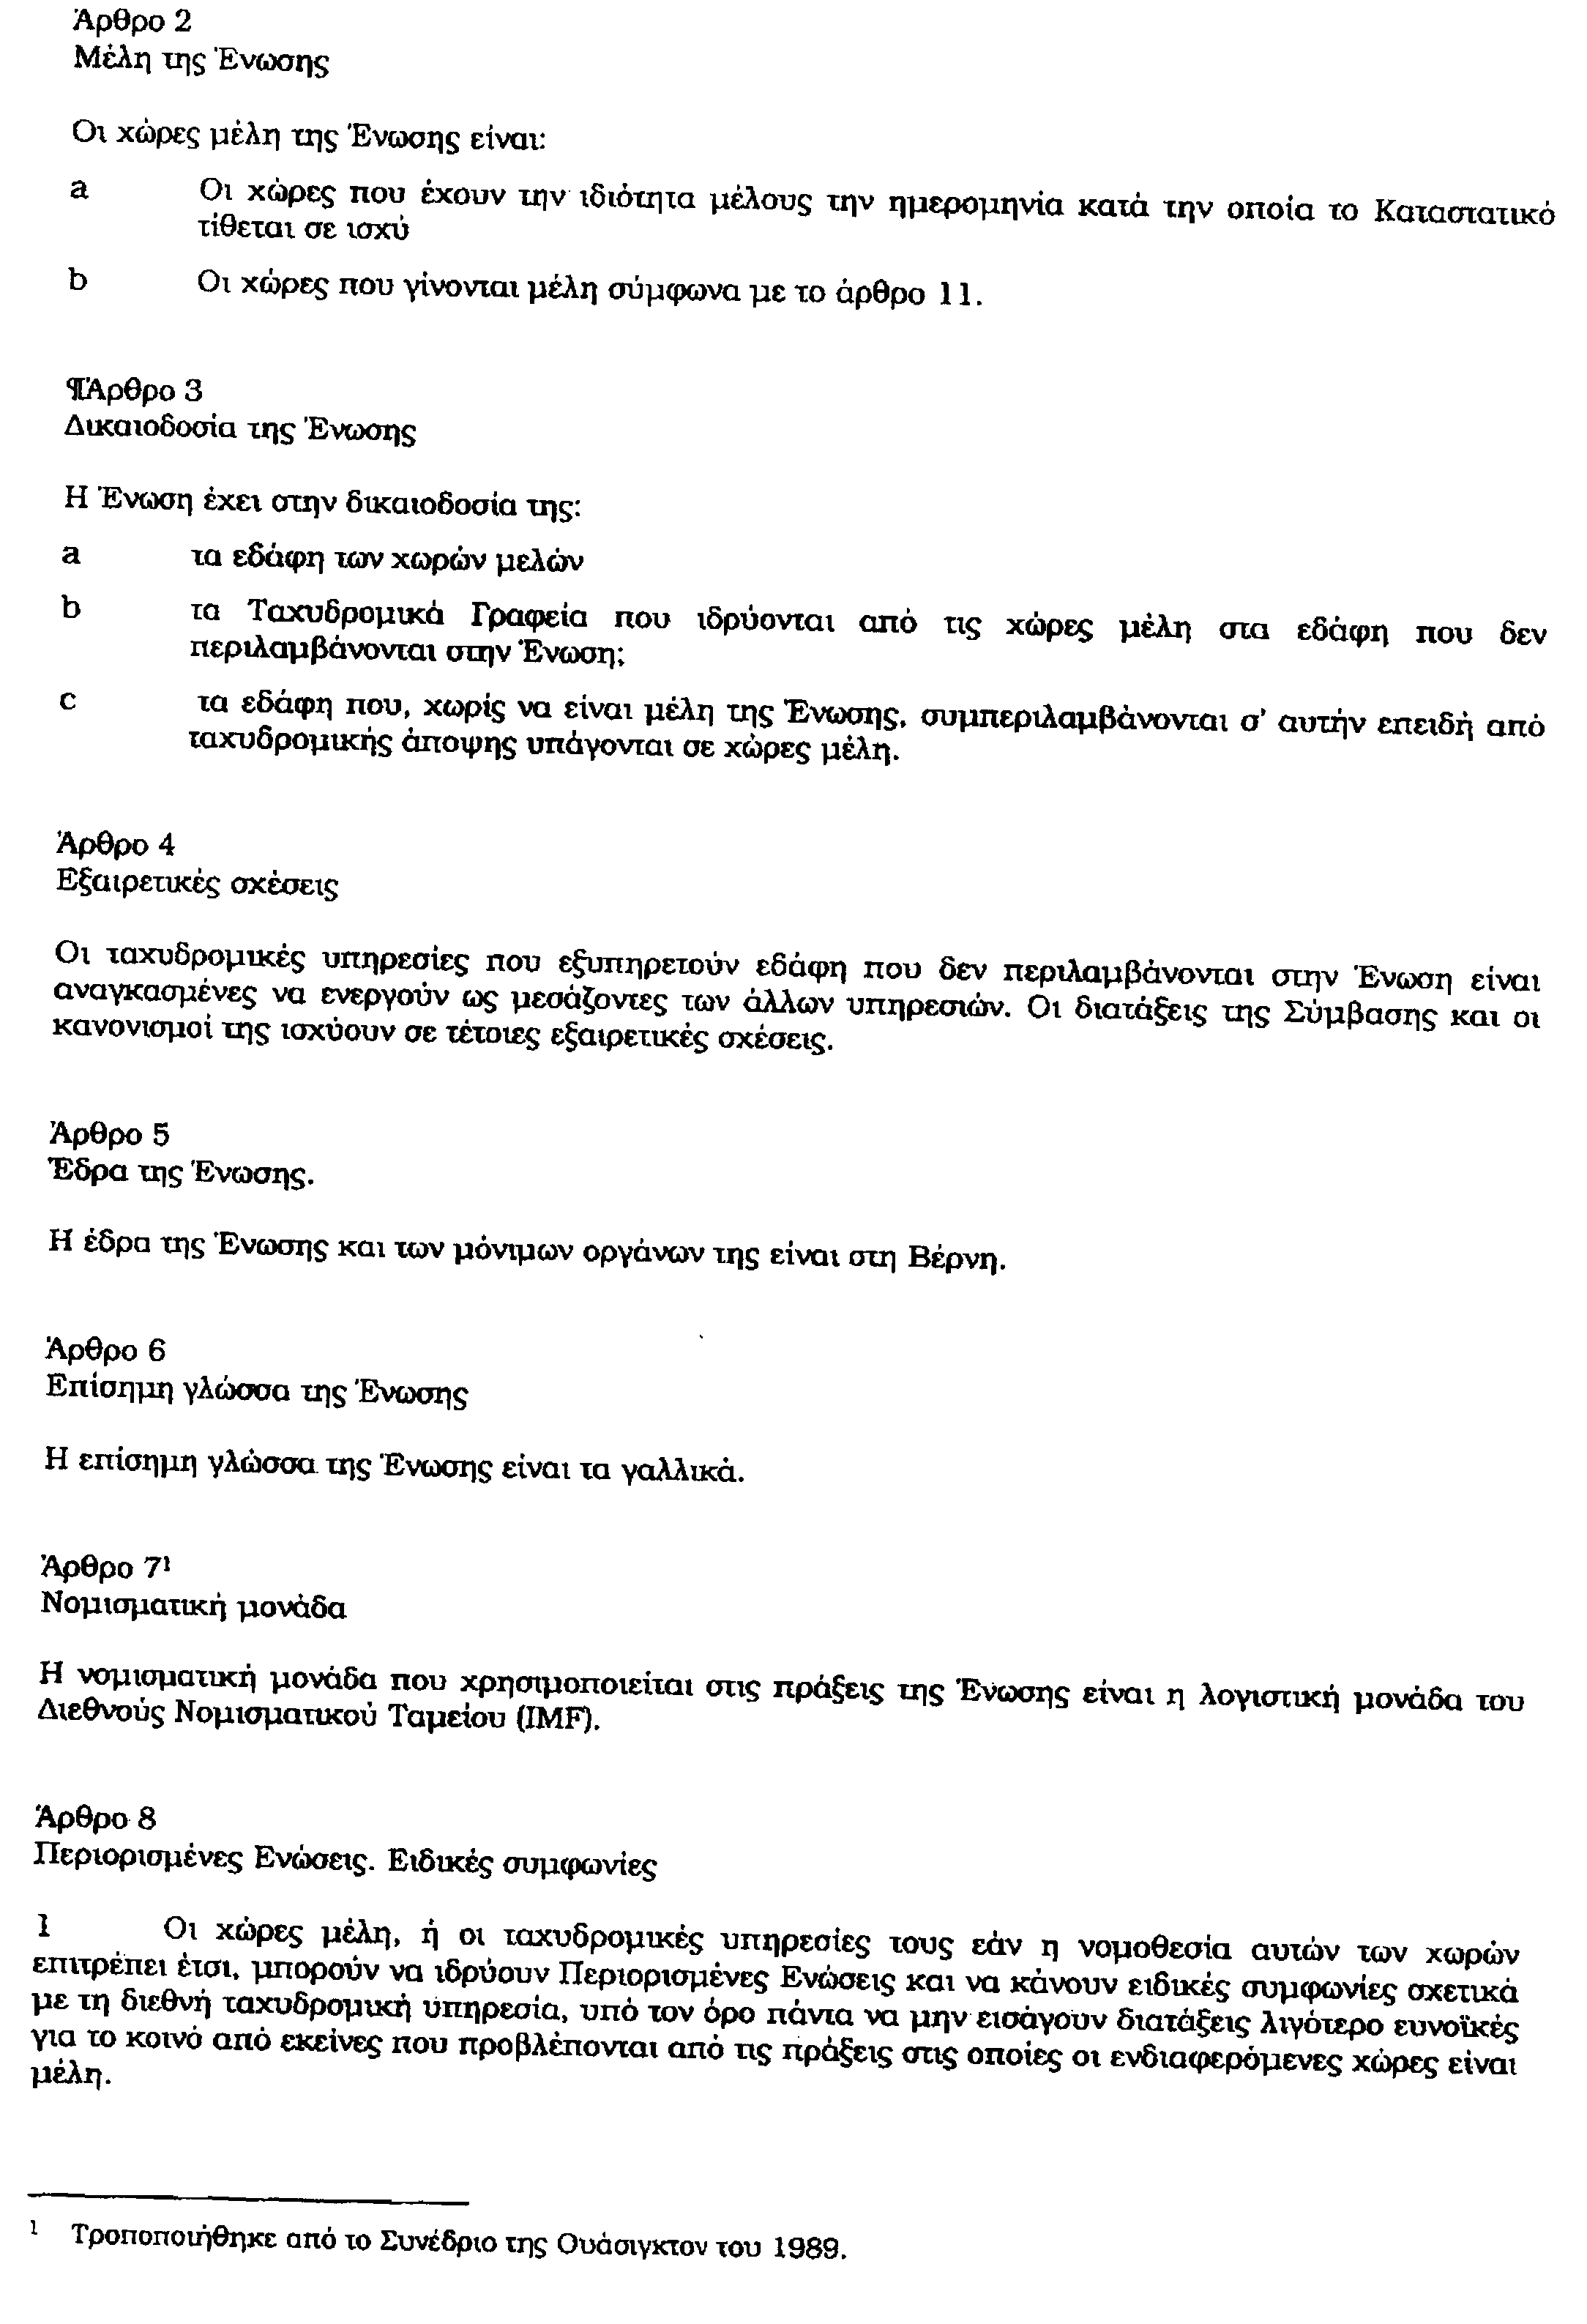 Άρθρο 2
Μέλη της Ένωσης
Οι χώρες μέλη της Ένωσης είναι:
a Οι χώρες που έχουν την ιδιότητα μέλους την ημερομηνία κατά την οποία το Καταστατικό
τίθεται σε ισχύ
b Οι χώρες που γίνονται μέλη σύμφωνα με το άρθρο 11.
¶Άρθρο 3
Δικαιοδοσία της Ένωσης
Η Ένωση έχει στην δικαιοδοσία της:
a τα εδάφη των χωρών μελών
b τα Ταχυδρομικά Γραφεία που ιδρύονται από τις χώρες μέλη στα εδάφη που δεν
περιλαμβάνονται στην Ένωση;
c τα εδάφη που, χωρίς να είναι μέλη της Ένωσης, συμπεριλαμβάνονται σ' αυτήν επειδή από
ταχυδρομικής άποψης υπάγονται σε χώρες μέλη.
Άρθρο 4
Εξαιρετικές σχέσεις
Οι ταχυδρομικές υπηρεσίες που εξυπηρετούν εδάφη που δεν περιλαμβάνονται στην Ένωση είναι
αναγκασμένες να ενεργούν ως μεσάζοντες των άλλων υπηρεσιών. Οι διατάξεις της Σύμβασης και οι
κανονισμοί της ισχύουν σε τέτοιες εξαιρετικές σχέσεις.
Άρθρο 5
Έδρα της Ένωσης.
Η έδρα της Ένωσης και των μόνιμων οργάνων της είναι στη Βέρνη.
Άρθρο 6
Επίσημη γλώσσα της Ένωσης
Η επίσημη γλώσσα της Ένωσης είναι τα γαλλικά.
Άρθρο 7¹
Νομισματική μονάδα
Η νομισματική μονάδα που χρησιμοποιείται στις πράξεις της Ένωσης είναι η λογιστική μονάδα του
Διεθνούς Νομισματικού Ταμείου (IMF).
Άρθρο 8
Περιορισμένες Ενώσεις. Ειδικές συμφωνίες
1 Οι χώρες μέλη, ή οι ταχυδρομικές υπηρεσίες τους εάν η νομοθεσία αυτών των χωρών
επιτρέπει έτσι, μπορούν να ιδρύουν Περιορισμένες Ενώσεις και να κάνουν ειδικές συμφωνίες σχετικά
με τη διεθνή ταχυδρομική υπηρεσία, υπό τον όρο πάντα να μην εισάγουν διατάξεις λιγότερο ευνοϊκές
για το κοινό από εκείνες που προβλέπονται από τις πράξεις στις οποίες οι ενδιαφερόμενες χώρες είναι
μέλη.
¹ Τροποποιήθηκε από το Συνέδριο της Ουάσιγκτον του 1989.